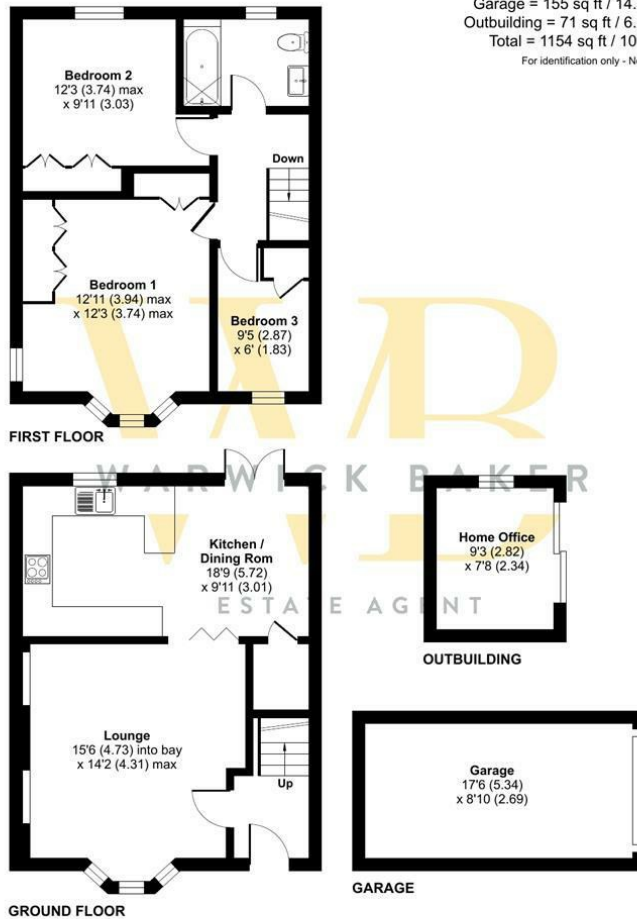 Garage = 155 sq ft / 14.
Outbuilding = 71 sq ft / 6.
Total = 1154 sq ft / 10
For identification only - N
Bedroom 2
12'3 (3.74) max
x 9'11 (3.03)
Down
Bedroom 1
12'11 (3.94) max
x 12'3 (3.74) max
Bedroom 3
9'5 (2.87)
x 6' (1.83)
FIRST FLOOR
WB
WARWICK BAKER
ESTATE AGENT
Kitchen /
Dining Rom
18'9 (5.72)
x 9'11 (3.01)
Home Office
9'3 (2.82)
x 7'8 (2.34)
OUTBUILDING
Lounge
15'6 (4.73) into bay
x 14'2 (4.31) max
Up
Garage
17'6 (5.34)
x 8'10 (2.69)
GARAGE
GROUND FLOOR